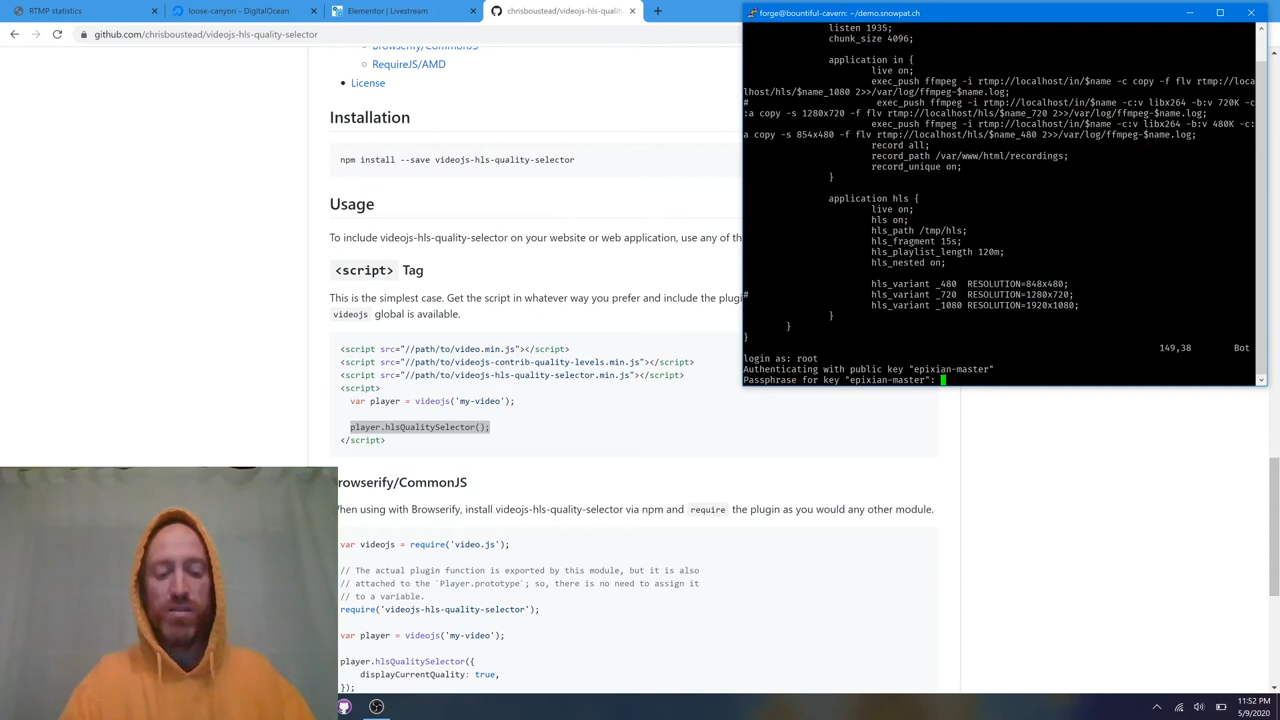 RTMP statistics
loose-canyon - DigitalOcean
Elementor | Livestream
chrisboustead/videojs-hls-quality
github.com/chrisboustead/videojs-hls-quality-selector
Browserify/CommonJS
RequireJS/AMD
License
Installation
npm install --save videojs-hls-quality-selector
Usage
To include videojs-hls-quality-selector on your website or web application, use any of th
<script> Tag
This is the simplest case. Get the script in whatever way you prefer and include the plugi
videojs global is available.
<script src="//path/to/video.min.js"></script>
<script src="//path/to/videojs-contrib-quality-levels.min.js"></script>
<script src="//path/to/videojs-hls-quality-selector.min.js"></script>
<script>
var player = videojs('my-video');
player.hlsQualitySelector();
</script>
rowserify/CommonJS
hen using with Browserify, install videojs-hls-quality-selector via npm and require the plugin as you would any other module.
var videojs = require('video.js');
// The actual plugin function is exported by this module, but it is also
// attached to the `Player.prototype`; so, there is no need to assign it
// to a variable.
require('videojs-hls-quality-selector');
var player = videojs('my-video');
player.hlsQualitySelector({
displayCurrentQuality: true,
});
forge@bountiful-cavern: ~/demo.snowpat.ch
listen 1935;
chunk_size 4096;
application in {
live on;
exec_push ffmpeg -i rtmp://localhost/in/$name -c copy -f flv rtmp://loca
lhost/hls/$name_1080 2>>/var/log/ffmpeg-$name.log;
# exec_push ffmpeg -i rtmp://localhost/in/$name -c:v libx264 -b:v 720K -c
:a copy -s 1280x720 -f flv rtmp://localhost/hls/$name_720 2>>/var/log/ffmpeg-$name.log;
exec_push ffmpeg -i rtmp://localhost/in/$name -c:v libx264 -b:v 480K -c:
a copy -s 854x480 -f flv rtmp://localhost/hls/$name_480 2>>/var/log/ffmpeg-$name.log;
record all;
record_path /var/www/html/recordings;
record_unique on;
}
application hls {
live on;
hls on;
hls_path /tmp/hls;
hls_fragment 15s;
hls_playlist_length 120m;
hls_nested on;
hls_variant _480 RESOLUTION=848x480;
# hls_variant _720 RESOLUTION=1280x720;
hls_variant _1080 RESOLUTION=1920x1080;
}
}
}
149,38 Bot
login as: root
Authenticating with public key "epixian-master"
Passphrase for key "epixian-master":
11:52 PM
5/9/2020